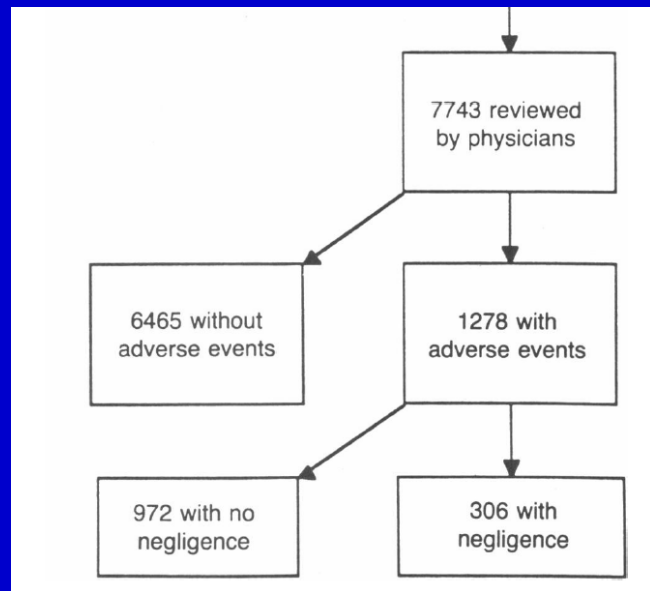 7743 reviewed
by physicians
6465 without
adverse events
1278 with
adverse events
972 with no
negligence
306 with
negligence